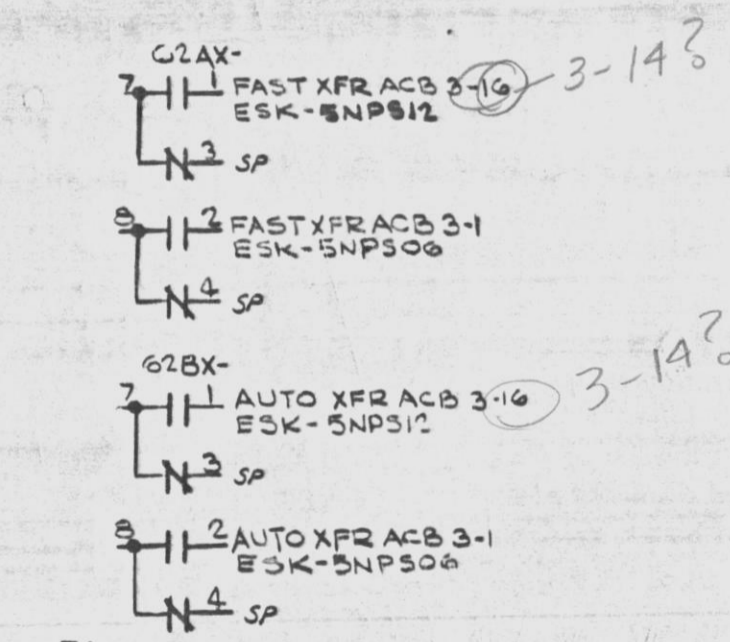 62AX-
7 1 FAST XFR ACB 3-16 3-14?
ESK-5NPS12
3 SP
8 2 FAST XFR ACB 3-1
ESK-5NPS06
4 SP
62BX-
7 1 AUTO XFR ACB 3-16 3-14?
ESK-5NPS12
3 SP
8 2 AUTO XFR ACB 3-1
ESK-5NPS06
4 SP